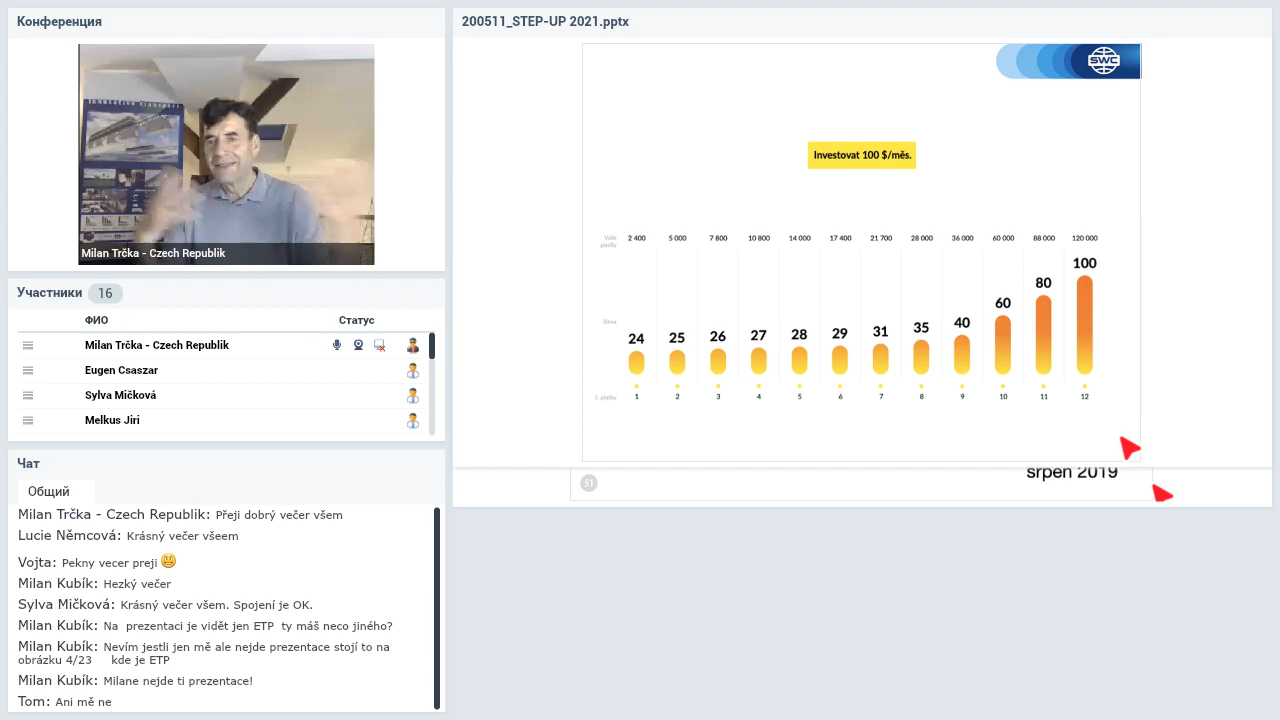 Конференция
Innovation transport
Milan Trčka - Czech Republik
Участники 16
ФИО Статус
Milan Trčka - Czech Republik
Eugen Csaszar
Sylva Mičková
Melkus Jiri
Чат
Общий
Milan Trčka - Czech Republik: Přeji dobrý večer všem
Lucie Němcová: Krásný večer všeem
Vojta: Pekny vecer preji
Milan Kubík: Hezký večer
Sylva Mičková: Krásný večer všem. Spojení je OK.
Milan Kubík: Na prezentaci je vidět jen ETP ty máš neco jiného?
Milan Kubík: Nevím jestli jen mě ale nejde prezentace stojí to na
obrázku 4/23 kde je ETP
Milan Kubík: Milane nejde ti prezentace!
Tom: Ani mě ne
200511_STEP-UP 2021.pptx
SWC
Investovat 100 $/měs.
Vaše
podíly
2 400 5 000 7 800 10 800 14 000 17 400 21 700 28 000 36 000 60 000 88 000 120 000
24 25 26 27 28 29 31 35 40 60 80 100
Sleva
č. platby 1 2 3 4 5 6 7 8 9 10 11 12
51
srpen 2019